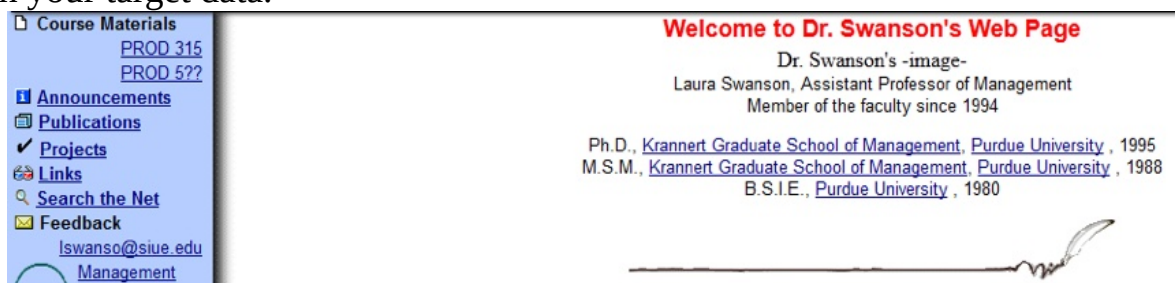 your target data.
Course Materials
PROD 315
PROD 5??
Announcements
Publications
Projects
Links
Search the Net
Feedback
lswanso@siue.edu
Management
Welcome to Dr. Swanson's Web Page
Dr. Swanson's -image-
Laura Swanson, Assistant Professor of Management
Member of the faculty since 1994
Ph.D., Krannert Graduate School of Management, Purdue University , 1995
M.S.M., Krannert Graduate School of Management, Purdue University , 1988
B.S.I.E., Purdue University , 1980